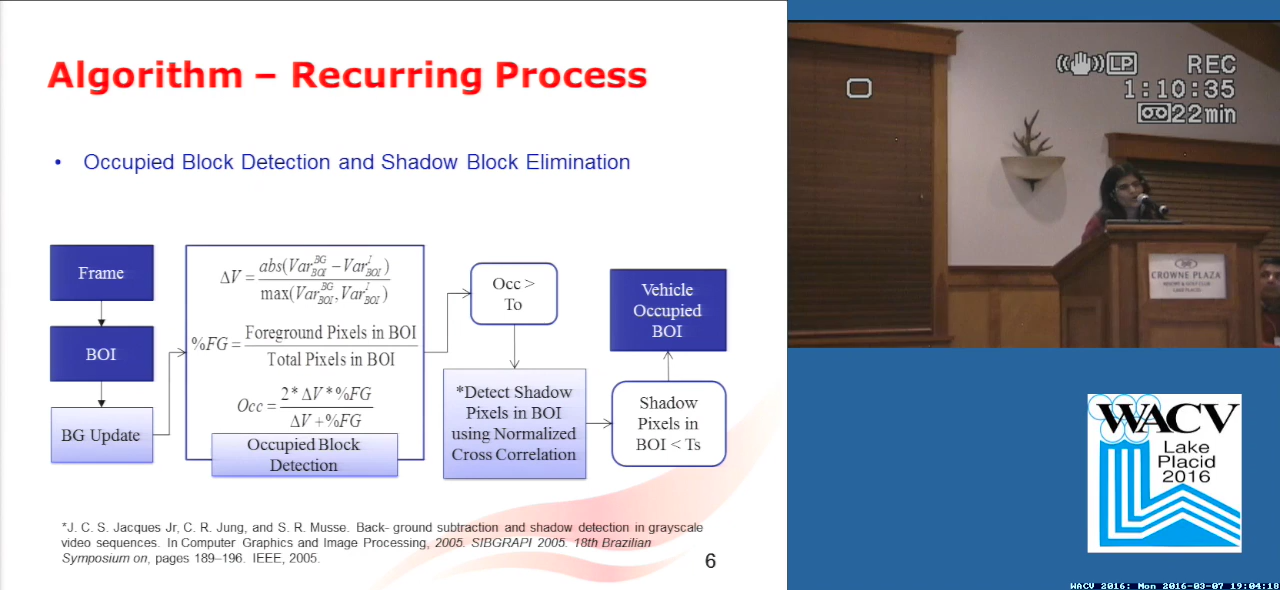 Algorithm – Recurring Process
• Occupied Block Detection and Shadow Block Elimination
Frame
BOI
BG Update
ΔV = abs(Var_BOI^BG − Var_BOI^I) / max(Var_BOI^BG, Var_BOI^I)
%FG = Foreground Pixels in BOI / Total Pixels in BOI
Occ = 2* ΔV *%FG / ΔV +%FG
Occupied Block
Detection
Occ >
To
*Detect Shadow
Pixels in BOI
using Normalized
Cross Correlation
Shadow
Pixels in
BOI < Ts
Vehicle
Occupied
BOI
*J. C. S. Jacques Jr, C. R. Jung, and S. R. Musse. Back- ground subtraction and shadow detection in grayscale
video sequences. In Computer Graphics and Image Processing, 2005. SIBGRAPI 2005. 18th Brazilian
Symposium on, pages 189–196. IEEE, 2005.
6
LP REC
1:10:35
22min
CROWNE PLAZA
LAKE PLACID
WACV
Lake
Placid
2016
WACV 2016: Mon 2016-03-07 19:04:18